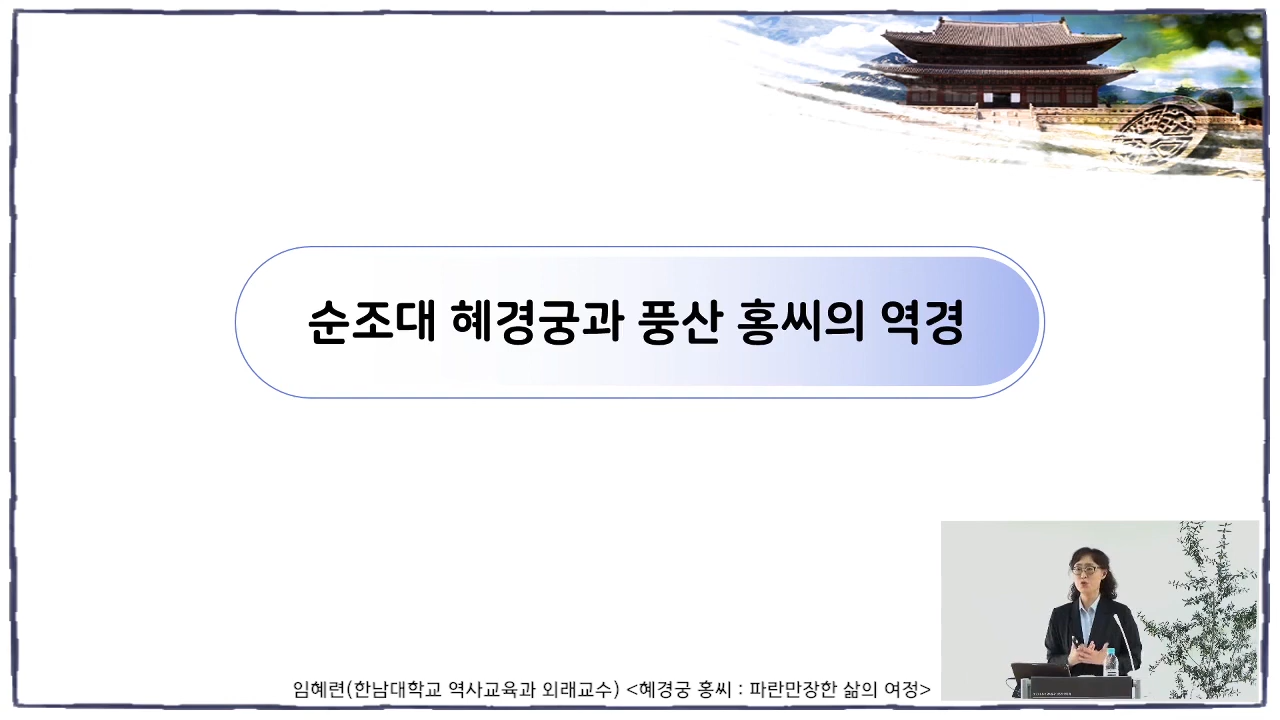 순조대 혜경궁과 풍산 홍씨의 역경
임혜련(한남대학교 역사교육과 외래교수) <혜경궁 홍씨 : 파란만장한 삶의 여정>